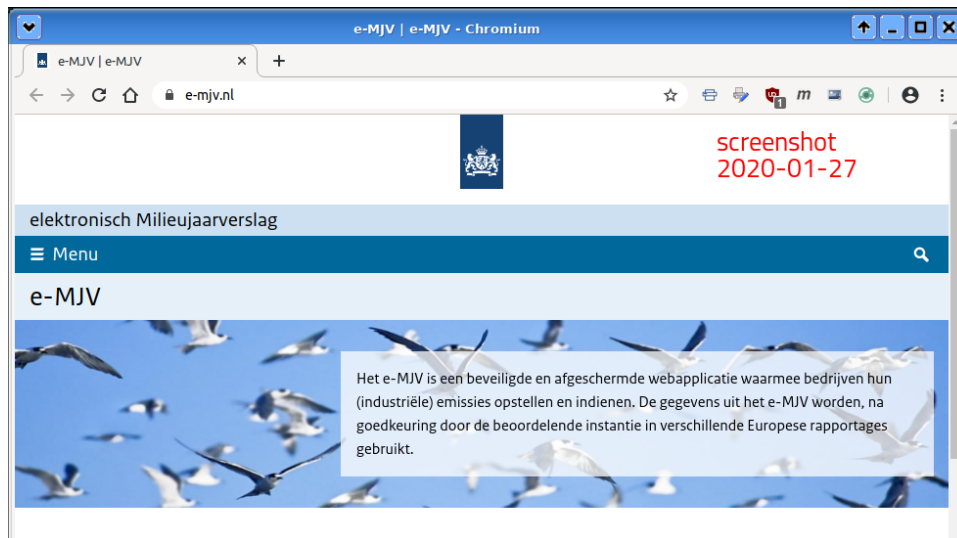 e-MJV | e-MJV - Chromium
e-MJV | e-MJV
e-mjv.nl
1
m
screenshot
2020-01-27
elektronisch Milieujaarverslag
Menu
e-MJV
Het e-MJV is een beveiligde en afgeschermde webapplicatie waarmee bedrijven hun
(industriële) emissies opstellen en indienen. De gegevens uit het e-MJV worden, na
goedkeuring door de beoordelende instantie in verschillende Europese rapportages
gebruikt.